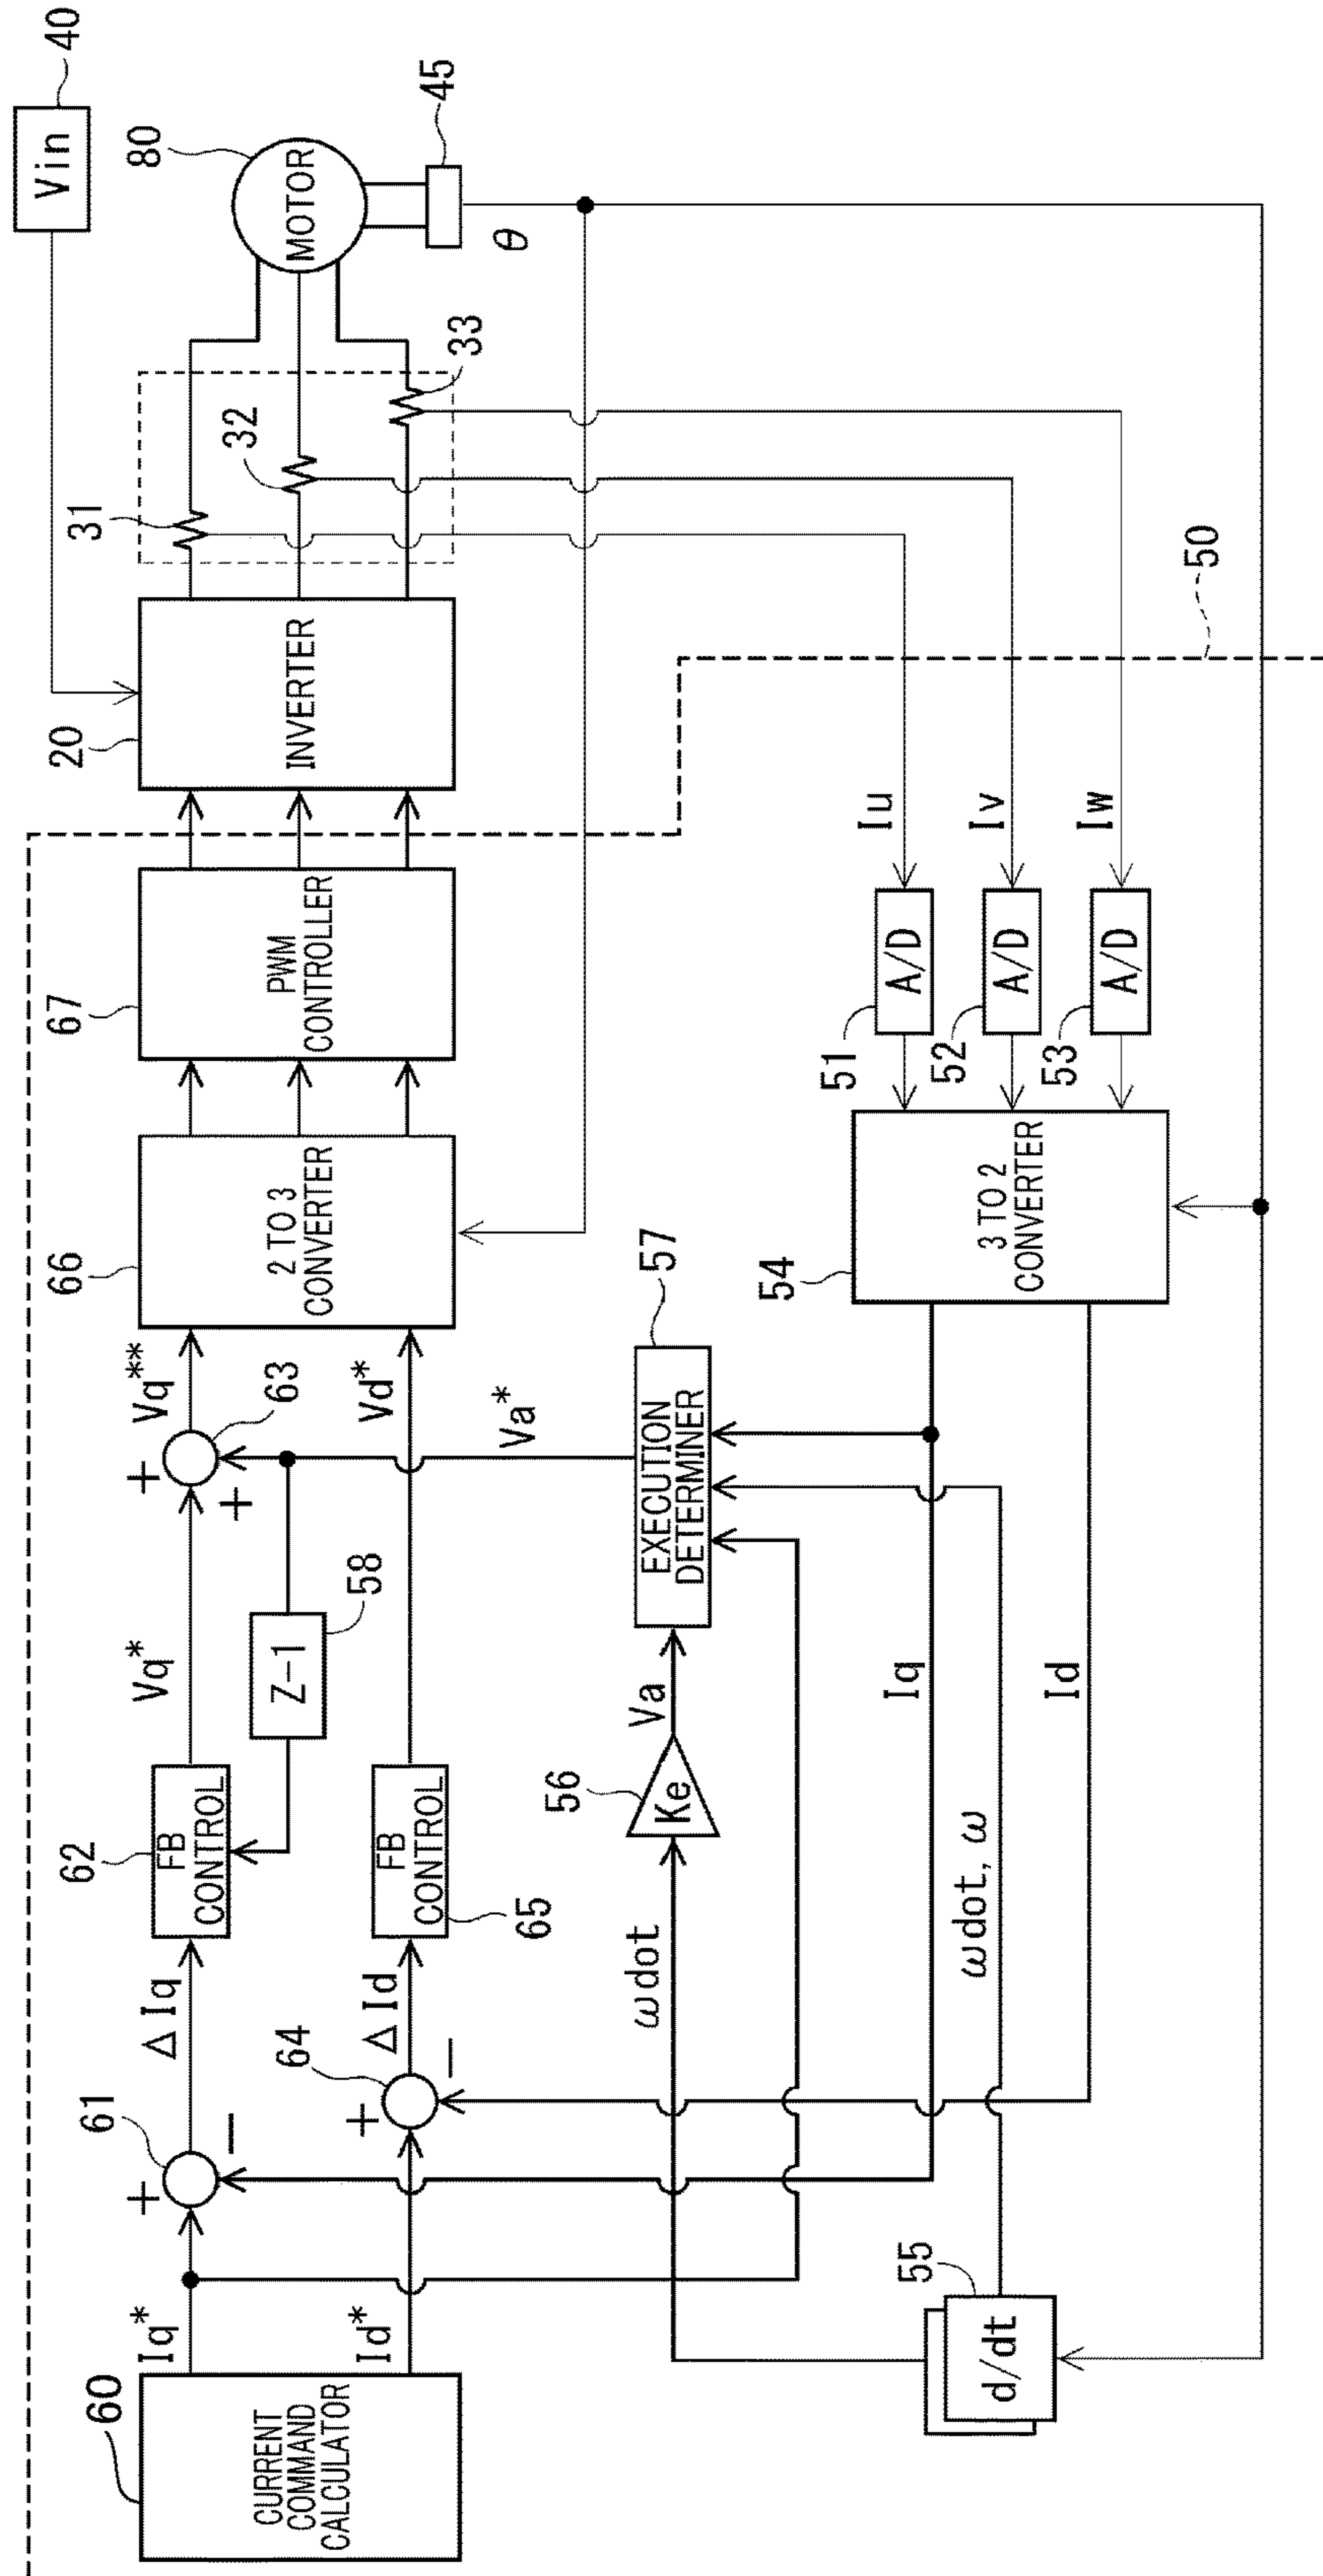 60
CURRENT
COMMAND
CALCULATOR
Iq*
Id*
+
61
−
ΔIq
62
FB
CONTROL
Vq*
+
+
63
Vq**
66
2 TO 3
CONVERTER
67
PWM
CONTROLLER
20
INVERTER
31
32
33
80
MOTOR
Vin
40
45
θ
+
64
−
ΔId
65
FB
CONTROL
Z-1
58
Vd*
Va*
ωdot
56
Ke
Va
EXECUTION
DETERMINER
57
55
d/dt
ωdot, ω
Iq
Id
54
3 TO 2
CONVERTER
51
A/D
Iu
52
A/D
Iv
53
A/D
Iw
50